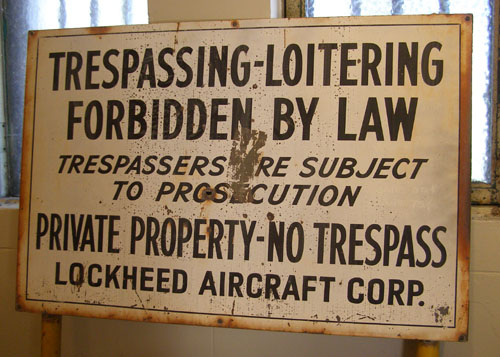 TRESPASSING-LOITERING
FORBIDDEN BY LAW
TRESPASSERS ARE SUBJECT
TO PROSECUTION
PRIVATE PROPERTY-NO TRESPASS
LOCKHEED AIRCRAFT CORP.